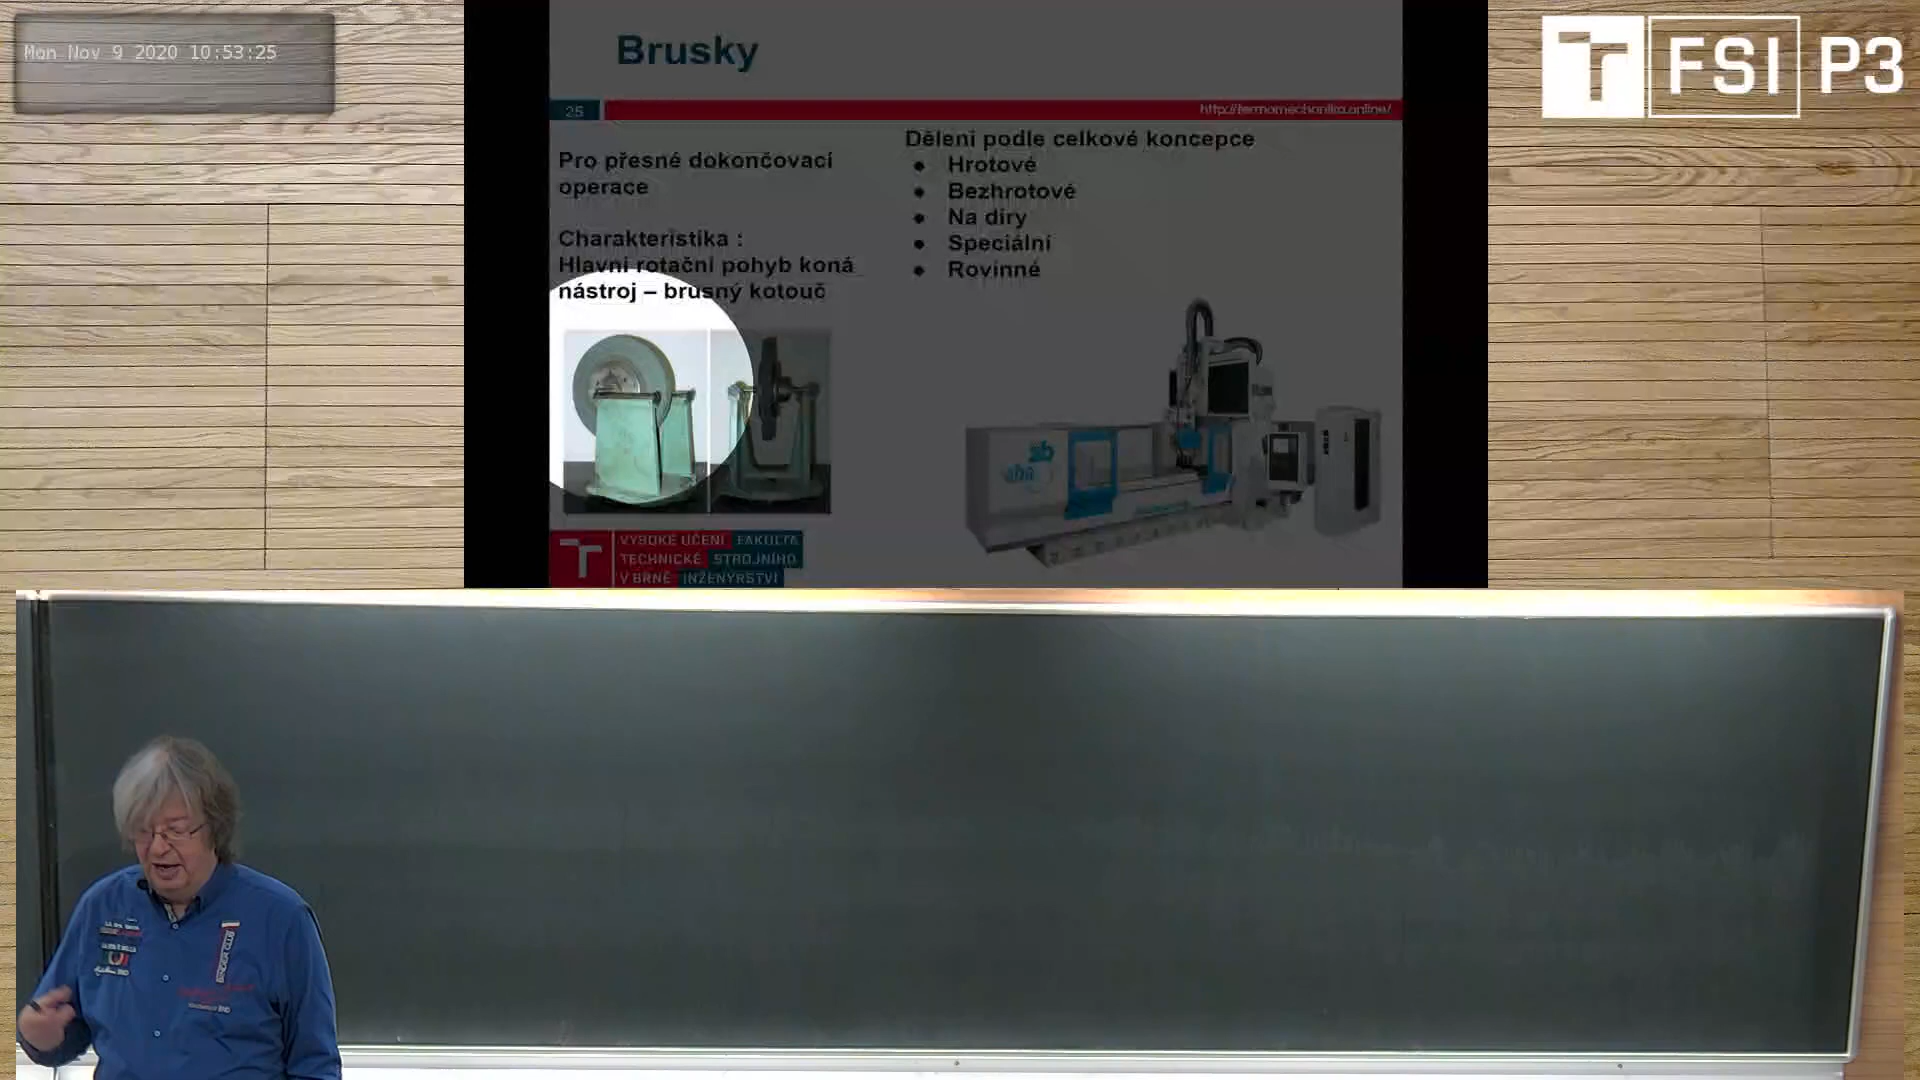 Mon Nov 9 2020 10:53:25
FSI P3
Brusky
25
http://termomechanika.online/
Pro přesné dokončovací
operace
Charakteristika :
Hlavní rotační pohyb koná
nástroj – brusný kotouč
Dělení podle celkové koncepce
● Hrotové
● Bezhrotové
● Na díry
● Speciální
● Rovinné
aba
VYSOKÉ UČENÍ FAKULTA
TECHNICKÉ STROJNÍHO
V BRNĚ INŽENÝRSTVÍ